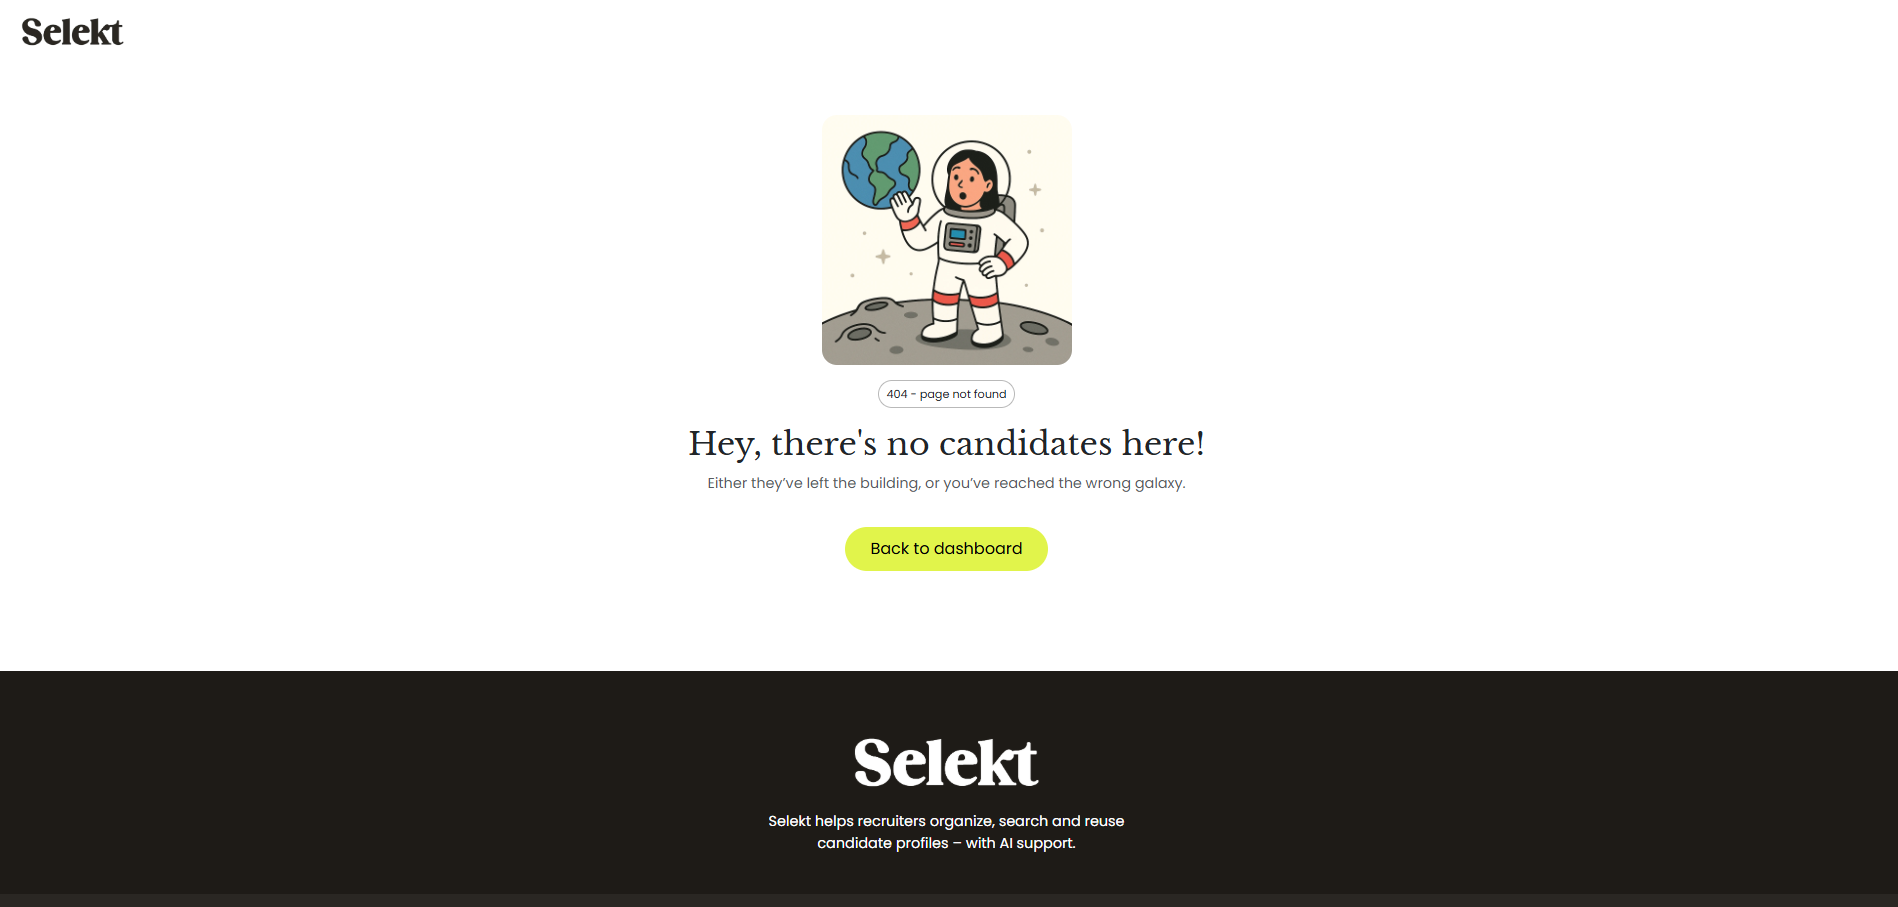 Selekt
404 - page not found
Hey, there's no candidates here!
Either they’ve left the building, or you’ve reached the wrong galaxy.
Back to dashboard
Selekt
Selekt helps recruiters organize, search and reuse
candidate profiles – with AI support.